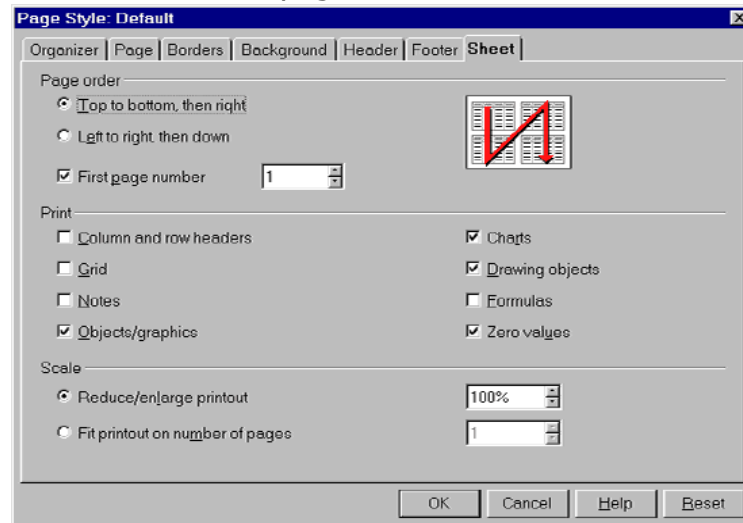 Page Style: Default
Organizer Page Borders Background Header Footer Sheet
Page order
Top to bottom, then right
Left to right then down
First page number 1
Print
Column and row headers
Charts
Grid
Drawing objects
Notes
Formulas
Objects/graphics
Zero values
Scale
Reduce/enlarge printout 100%
Fit printout on number of pages 1
OK Cancel Help Reset